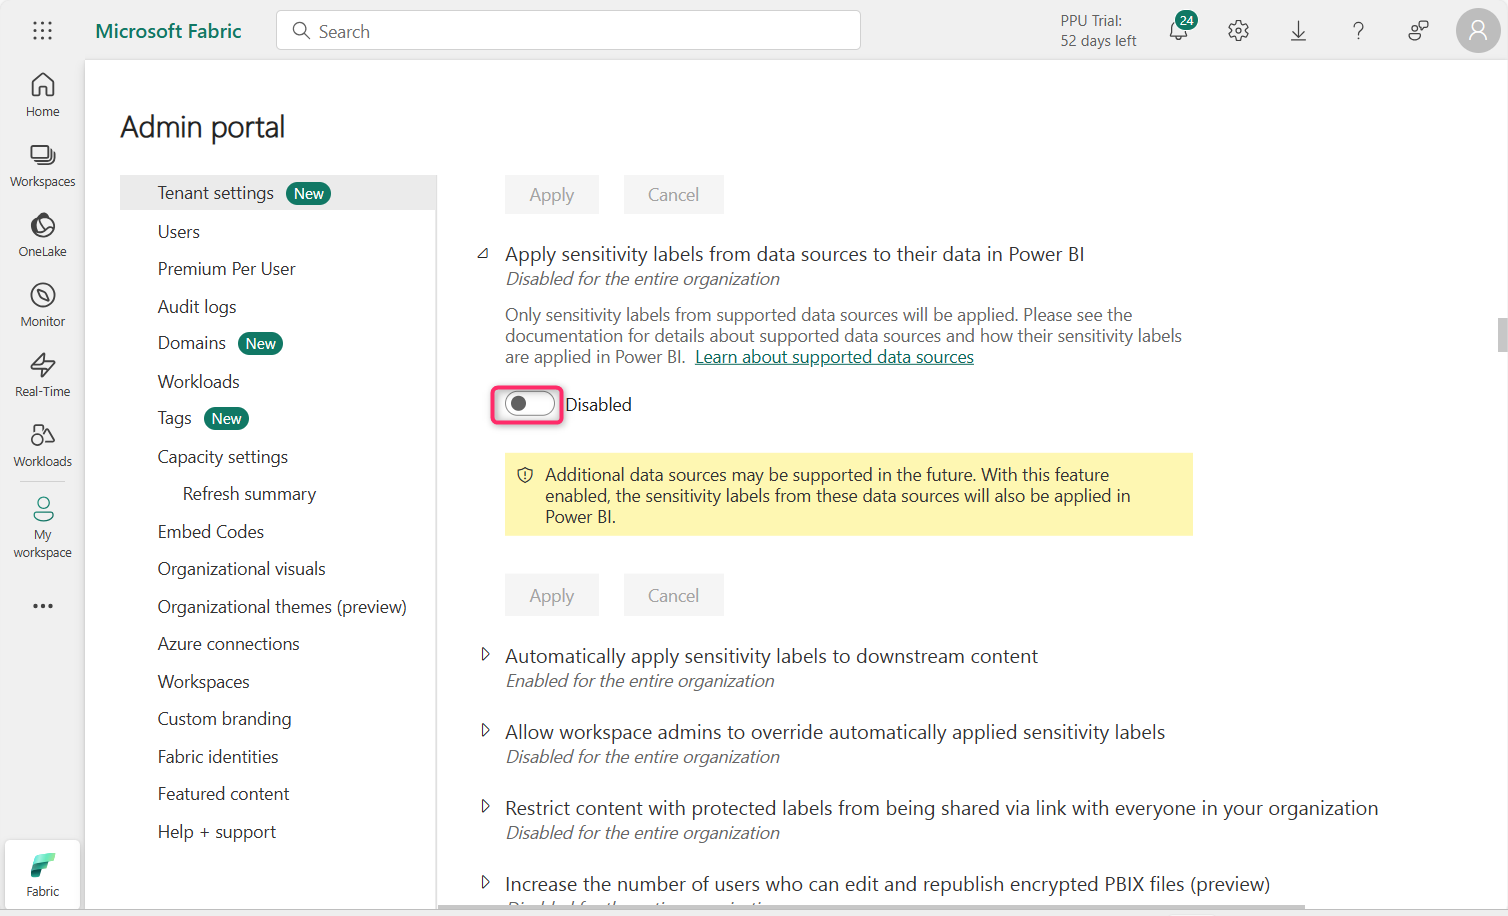 Microsoft Fabric
Search
PPU Trial:
52 days left
24
Home
Workspaces
OneLake
Monitor
Real-Time
Workloads
My
workspace
Fabric
Admin portal
Tenant settings New
Users
Premium Per User
Audit logs
Domains New
Workloads
Tags New
Capacity settings
Refresh summary
Embed Codes
Organizational visuals
Organizational themes (preview)
Azure connections
Workspaces
Custom branding
Fabric identities
Featured content
Help + support
Apply Cancel
Apply sensitivity labels from data sources to their data in Power BI
Disabled for the entire organization
Only sensitivity labels from supported data sources will be applied. Please see the
documentation for details about supported data sources and how their sensitivity labels
are applied in Power BI. Learn about supported data sources
Disabled
Additional data sources may be supported in the future. With this feature
enabled, the sensitivity labels from these data sources will also be applied in
Power BI.
Apply Cancel
Automatically apply sensitivity labels to downstream content
Enabled for the entire organization
Allow workspace admins to override automatically applied sensitivity labels
Disabled for the entire organization
Restrict content with protected labels from being shared via link with everyone in your organization
Disabled for the entire organization
Increase the number of users who can edit and republish encrypted PBIX files (preview)